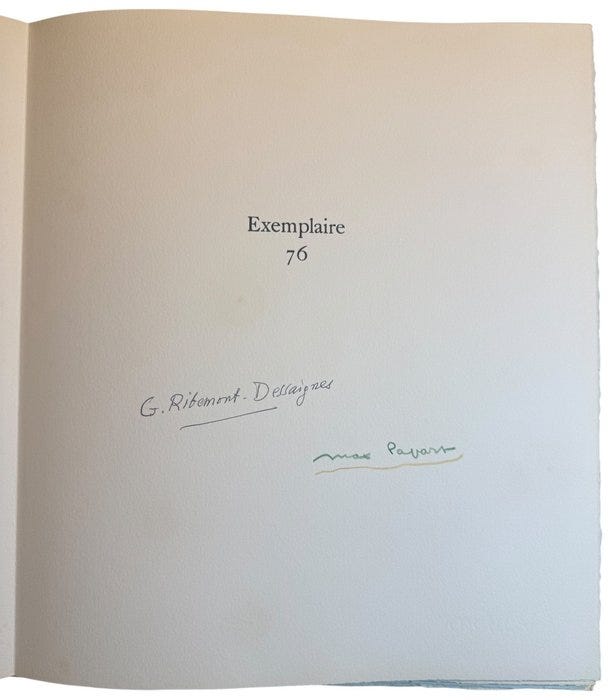 Exemplaire
76
G. Ribemont-Dessaignes
Max Papart